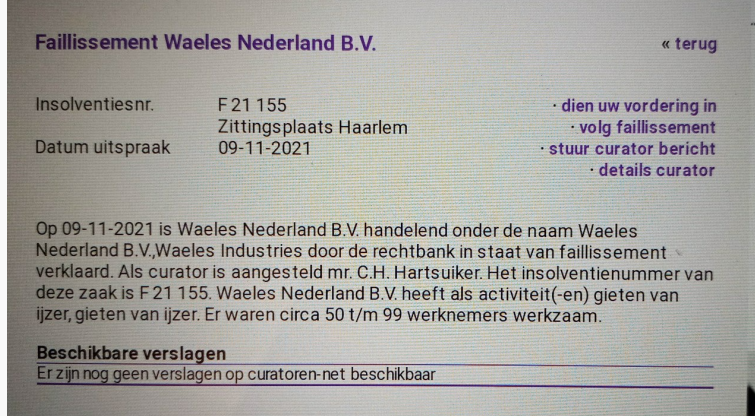 Faillissement Waeles Nederland B.V.
« terug
Insolventienr.
F 21 155
Zittingsplaats Haarlem
Datum uitspraak
09-11-2021
· dien uw vordering in
· volg faillissement
· stuur curator bericht
· details curator
Op 09-11-2021 is Waeles Nederland B.V. handelend onder de naam Waeles
Nederland B.V.,Waeles Industries door de rechtbank in staat van faillissement
verklaard. Als curator is aangesteld mr. C.H. Hartsuiker. Het insolventienummer van
deze zaak is F 21 155. Waeles Nederland B.V. heeft als activiteit(-en) gieten van
ijzer, gieten van ijzer. Er waren circa 50 t/m 99 werknemers werkzaam.
Beschikbare verslagen
Er zijn nog geen verslagen op curatoren-net beschikbaar